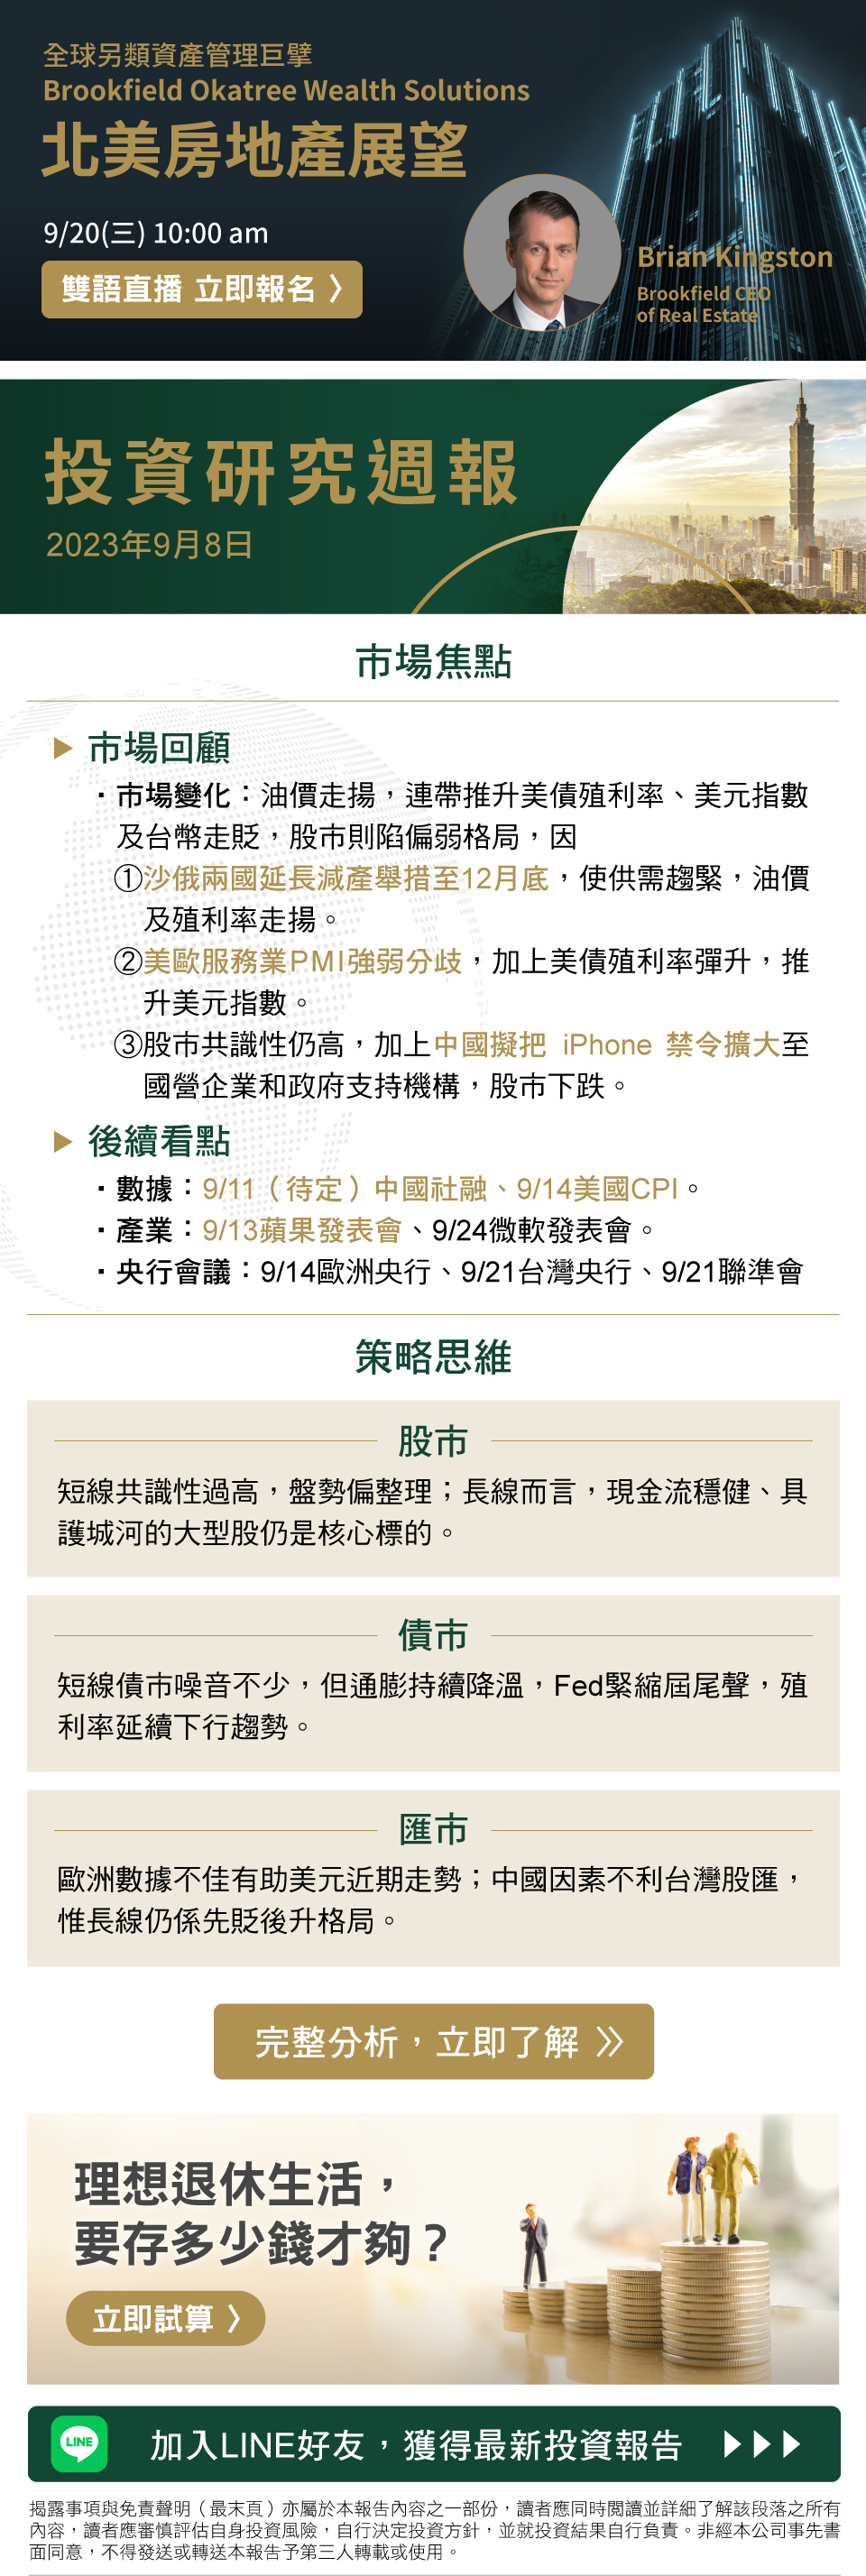 全球另類資產管理巨擘
Brookfield Okatree Wealth Solutions
北美房地產展望
9/20(三) 10:00 am
雙語直播 立即報名 〉
Brian Kingston
Brookfield CEO
of Real Estate
投資研究週報
2023年9月8日
市場焦點
▶ 市場回顧
・市場變化：油價走揚，連帶推升美債殖利率、美元指數
及台幣走貶，股市則陷偏弱格局，因
①沙俄兩國延長減產舉措至12月底，使供需趨緊，油價
及殖利率走揚。
②美歐服務業PMI強弱分歧，加上美債殖利率彈升，推
升美元指數。
③股市共識性仍高，加上中國擬把 iPhone 禁令擴大至
國營企業和政府支持機構，股市下跌。
▶ 後續看點
・數據：9/11（待定）中國社融、9/14美國CPI。
・產業：9/13蘋果發表會、9/24微軟發表會。
・央行會議：9/14歐洲央行、9/21台灣央行、9/21聯準會
策略思維
股市
短線共識性過高，盤勢偏整理；長線而言，現金流穩健、具
護城河的大型股仍是核心標的。
債市
短線債市噪音不少，但通膨持續降溫，Fed緊縮屆尾聲，殖
利率延續下行趨勢。
匯市
歐洲數據不佳有助美元近期走勢；中國因素不利台灣股匯，
惟長線仍係先貶後升格局。
完整分析，立即了解 》
理想退休生活，
要存多少錢才夠？
立即試算 〉
LINE
加入LINE好友，獲得最新投資報告 ▶▶▶
揭露事項與免責聲明（最末頁）亦屬於本報告內容之一部份，讀者應同時閱讀並詳細了解該段落之所有
內容，讀者應審慎評估自身投資風險，自行決定投資方針，並就投資結果自行負責。非經本公司事先書
面同意，不得發送或轉送本報告予第三人轉載或使用。